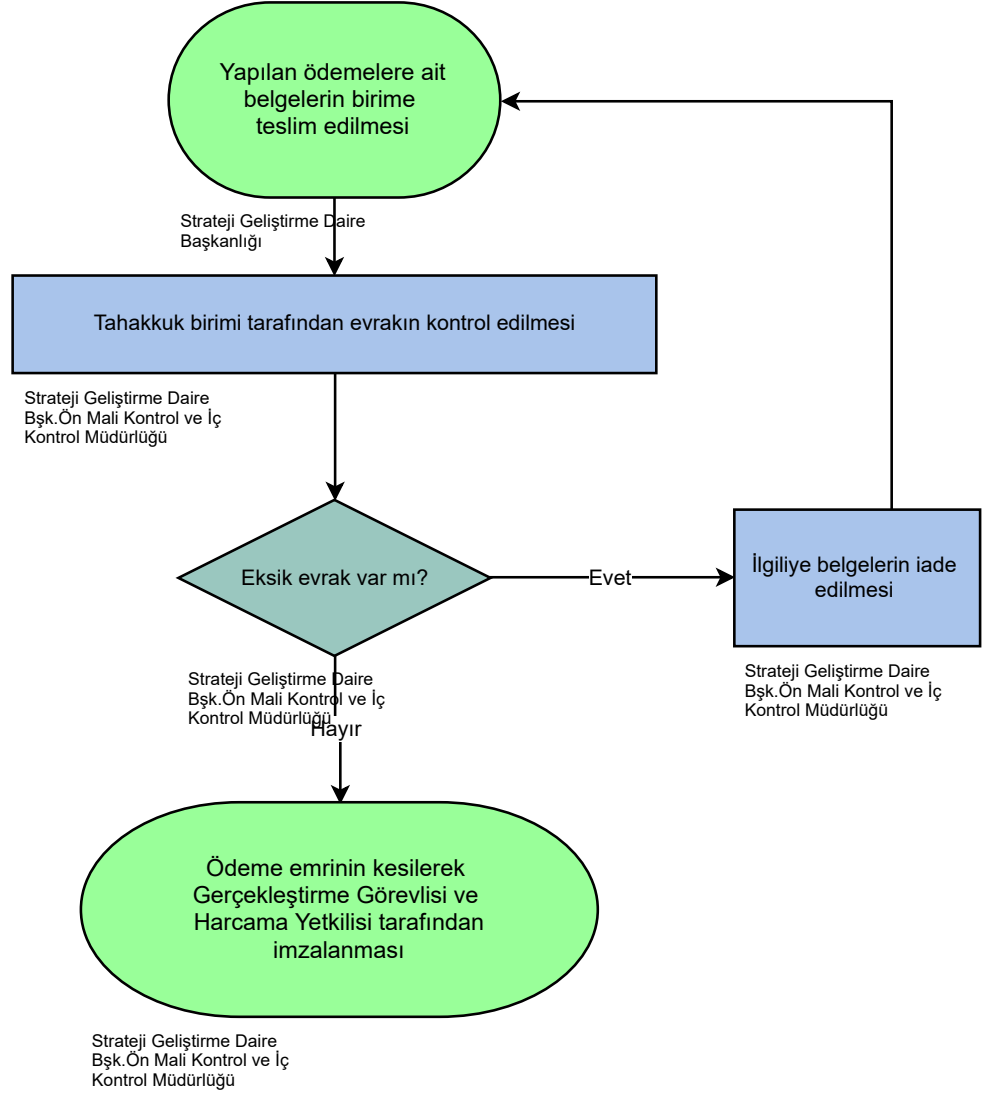 Yapılan ödemelere ait
belgelerin birime
teslim edilmesi
Strateji Geliştirme Daire
Başkanlığı
Tahakkuk birimi tarafından evrakın kontrol edilmesi
Strateji Geliştirme Daire
Bşk.Ön Mali Kontrol ve İç
Kontrol Müdürlüğü
Eksik evrak var mı?
Evet
İlgiliye belgelerin iade
edilmesi
Strateji Geliştirme Daire
Bşk.Ön Mali Kontrol ve İç
Kontrol Müdürlüğü
Strateji Geliştirme Daire
Bşk.Ön Mali Kontrol ve İç
Kontrol Müdürlüğü
Hayır
Ödeme emrinin kesilerek
Gerçekleştirme Görevlisi ve
Harcama Yetkilisi tarafından
imzalanması
Strateji Geliştirme Daire
Bşk.Ön Mali Kontrol ve İç
Kontrol Müdürlüğü